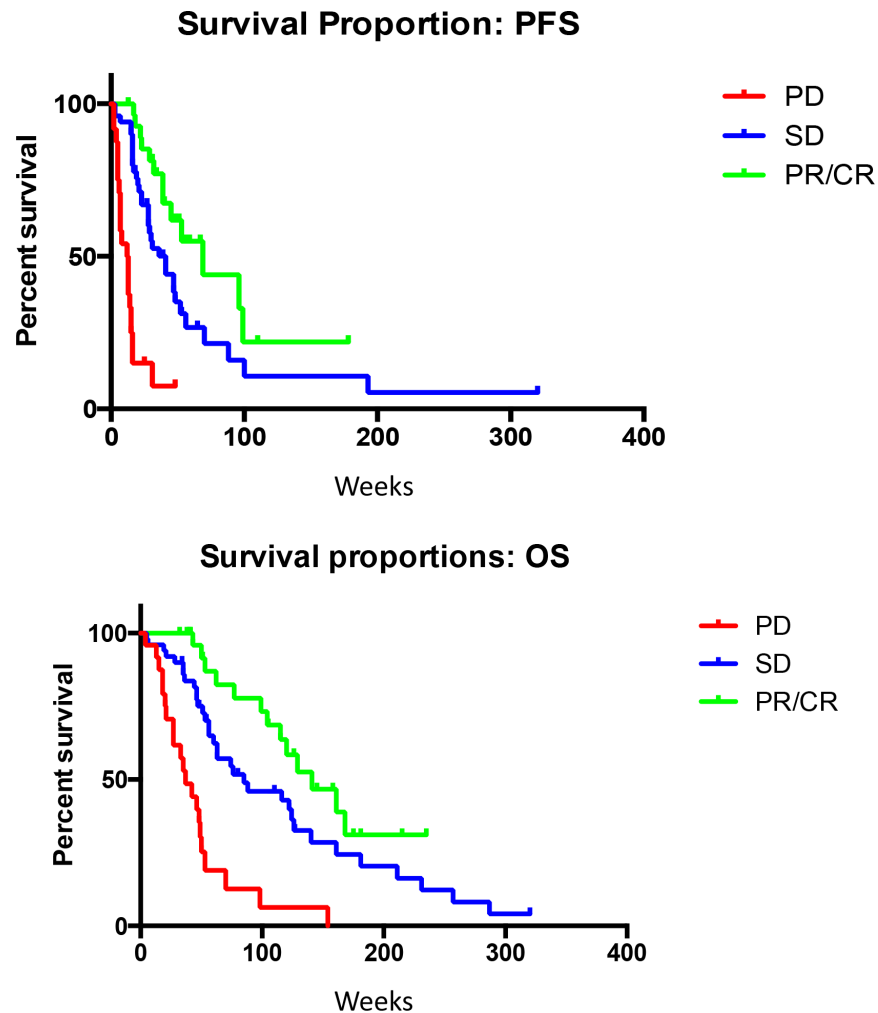 Survival Proportion: PFS
Percent survival
100
50
0
0 100 200 300 400
Weeks
PD
SD
PR/CR
Survival proportions: OS
Percent survival
100
50
0
0 100 200 300 400
Weeks
PD
SD
PR/CR